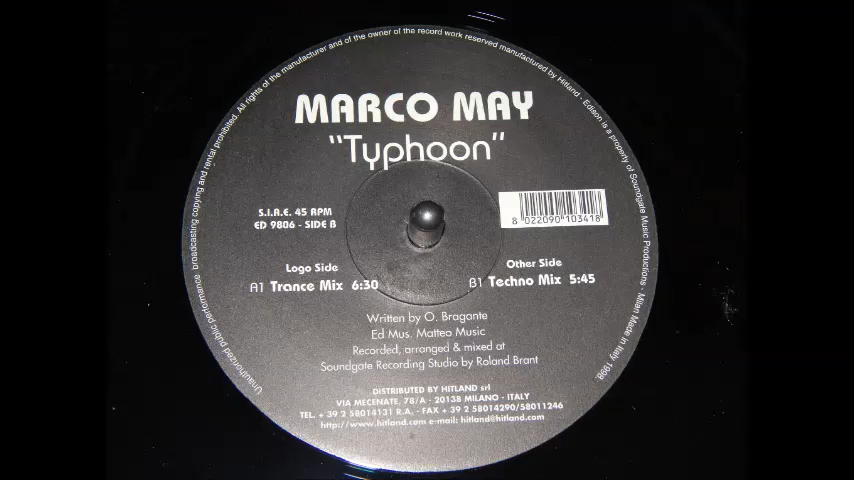 Unauthorized public performance broadcasting copying and rental prohibited. All rights of the manufacturer and of the owner of the record work reserved manufactured by Hitland - Edison is a property of Soundgate Music Productions - Milan Made in Italy 1998.
MARCO MAY
"Typhoon"
S.I.A.E. 45 RPM
ED 9806 - SIDE B
8 022090 103418
Logo Side
A1 Trance Mix 6:30
Other Side
B1 Techno Mix 5:45
Written by O. Bragante
Ed Mus. Matteo Music
Recorded, arranged & mixed at
Soundgate Recording Studio by Roland Brant
DISTRIBUTED BY HITLAND srl
VIA MECENATE, 78/A - 20138 MILANO - ITALY
TEL. + 39 2 58014131 R.A. - FAX + 39 2 58014290/58011246
http://www.hitland.com e-mail: hitland@hitland.com